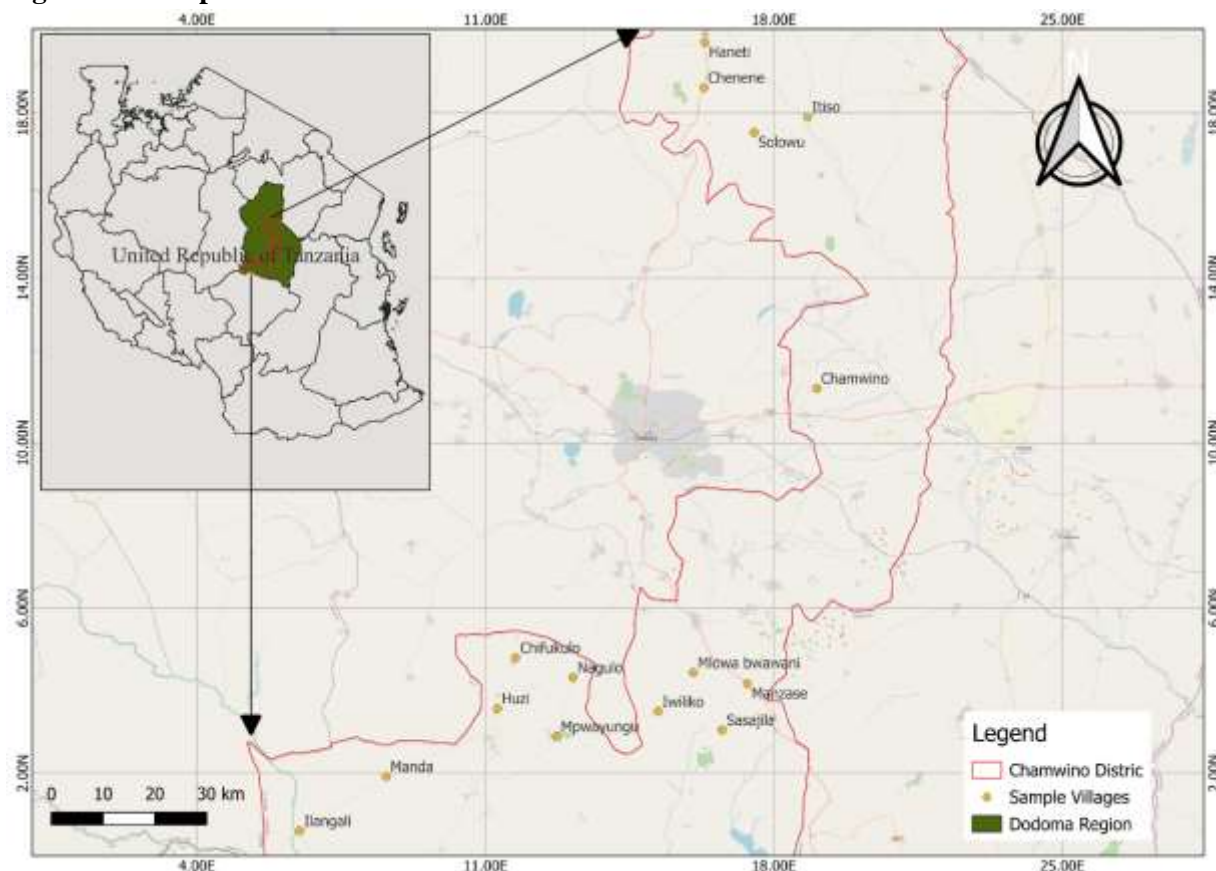 4.00E 11.00E 18.00E 25.00E
N
Haneti
Chenene
Itiso
Solowu
18.00N 18.00N
United Republic of Tanzania
14.00N 14.00N
Chamwino
10.00N 10.00N
6.00N 6.00N
Chifukulo
Nagulo
Mlowa bwawani
Manzase
Huzi
Iwiliko
Sasajila
Mpwayungu
Manda
2.00N 2.00N
Ilangali
0 10 20 30 km
Legend
Chamwino Distric
Sample Villages
Dodoma Region
4.00E 11.00E 18.00E 25.00E